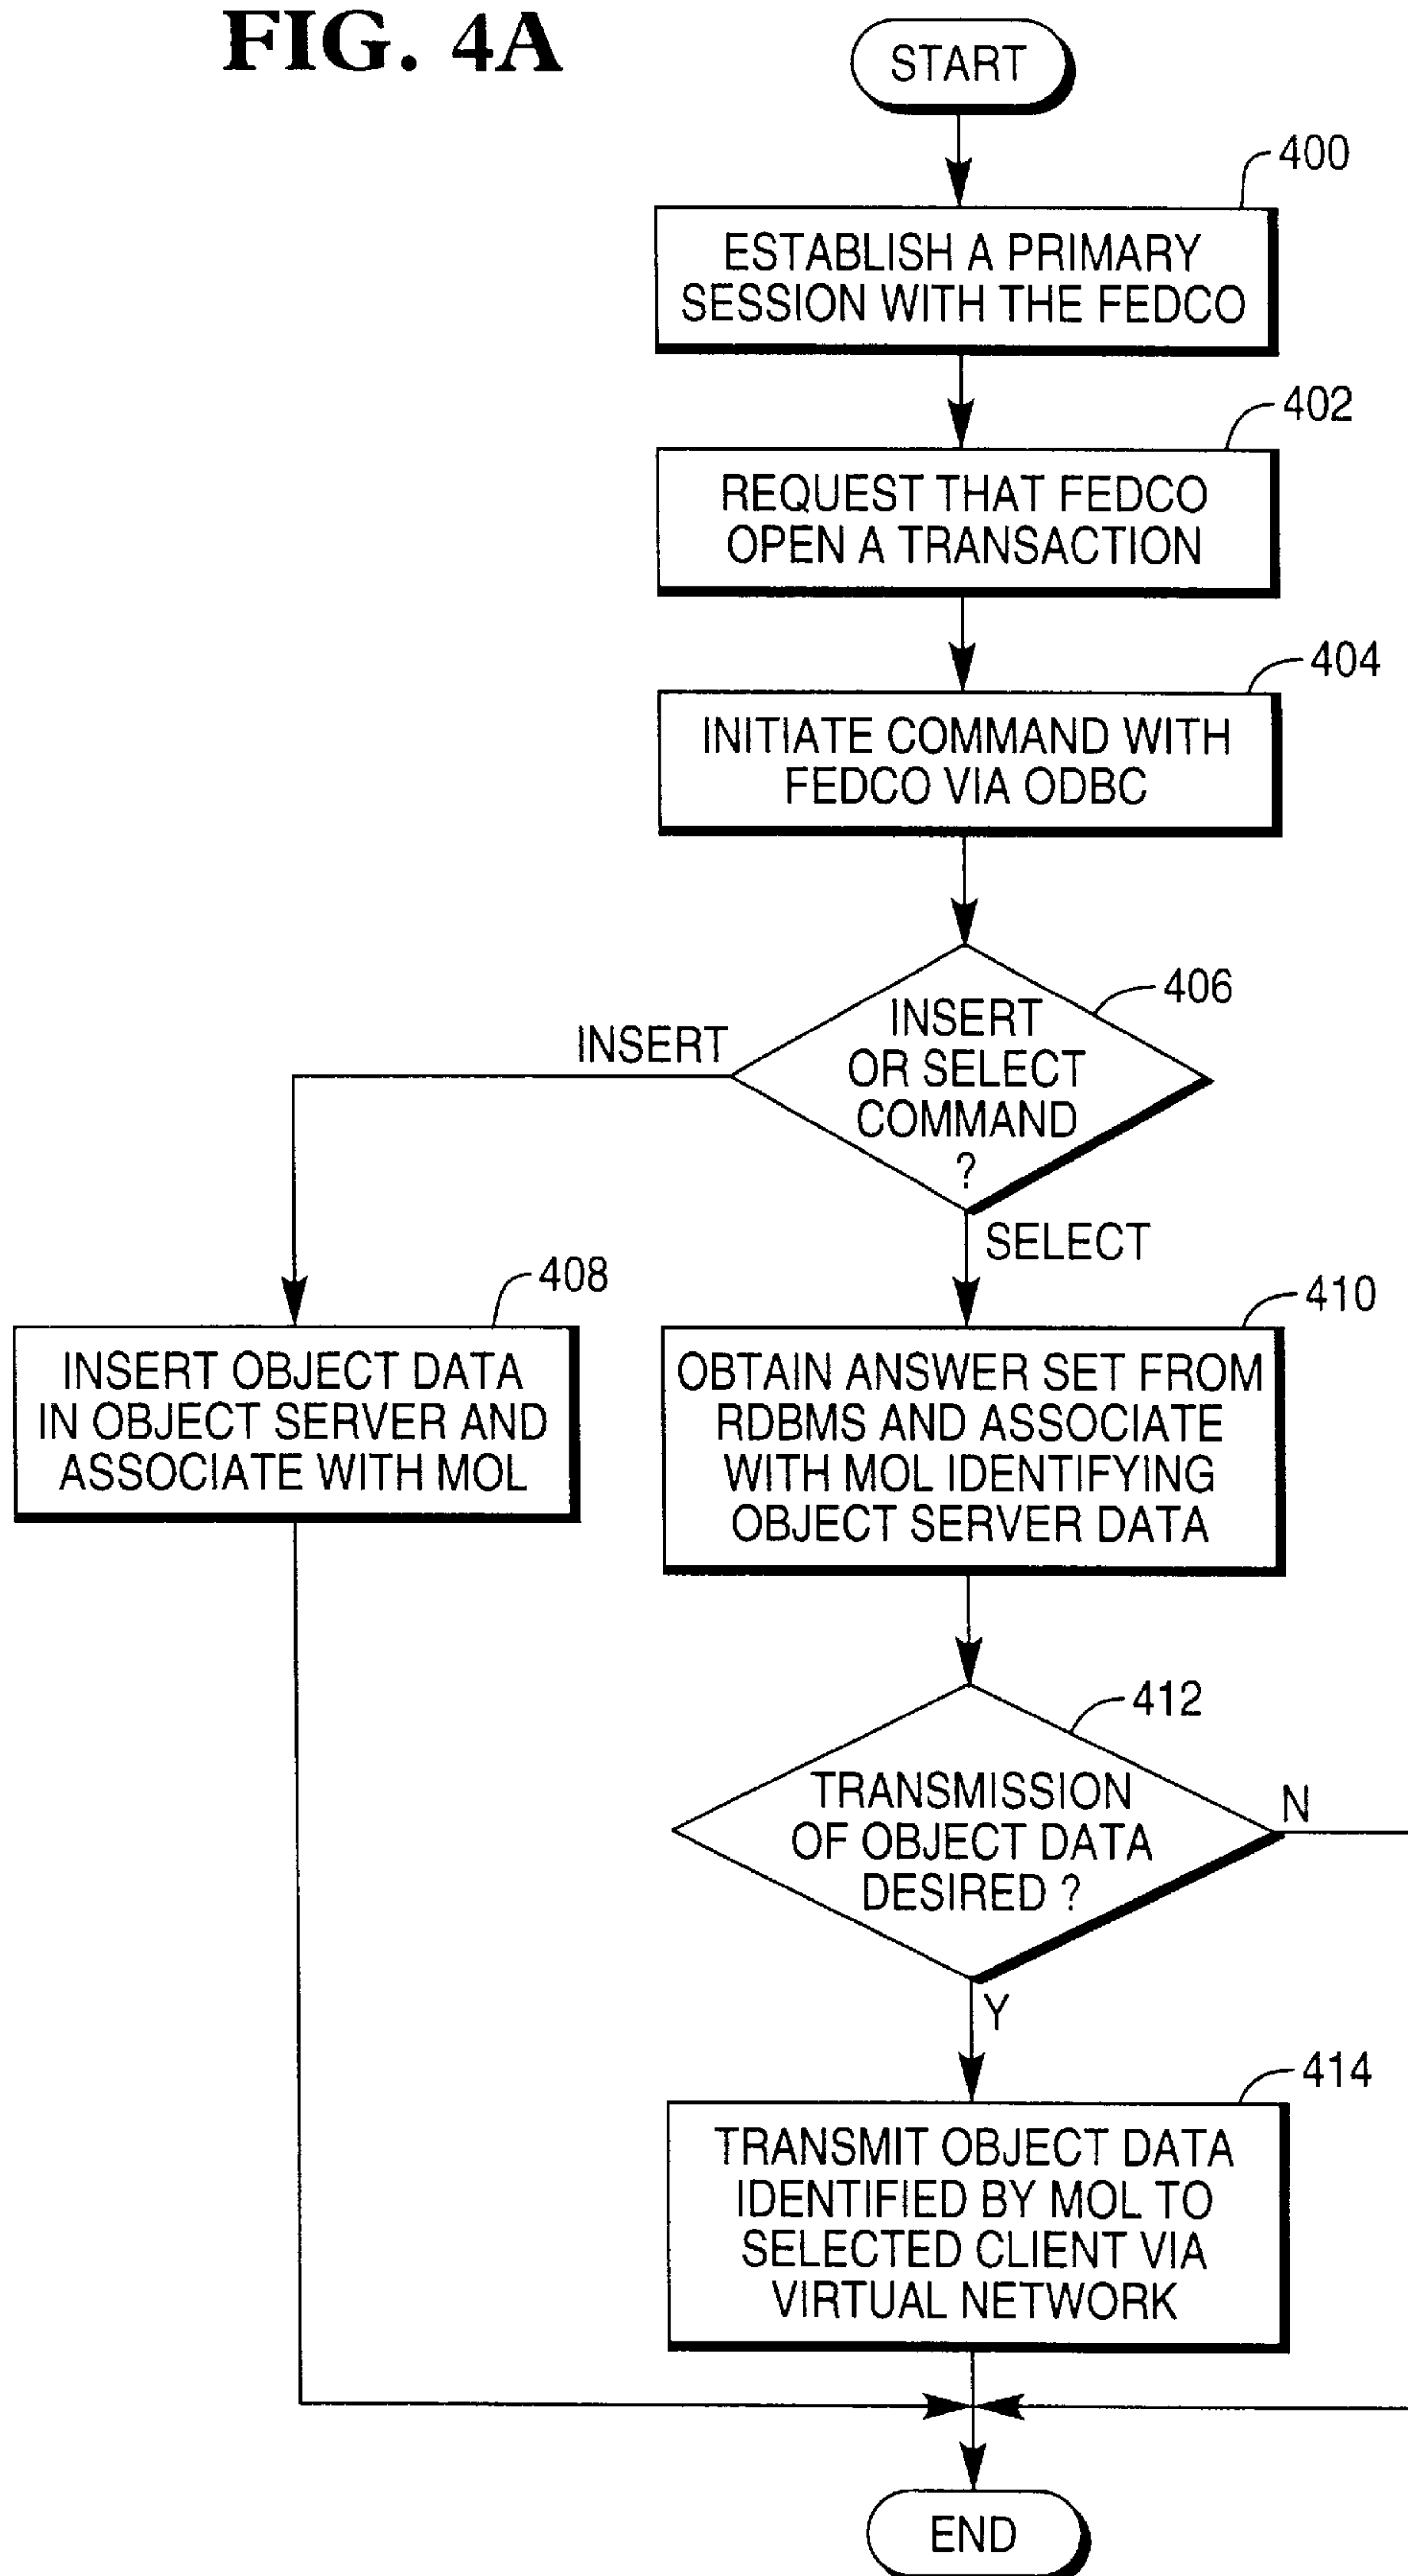 FIG. 4A
START
400
ESTABLISH A PRIMARY
SESSION WITH THE FEDCO
402
REQUEST THAT FEDCO
OPEN A TRANSACTION
404
INITIATE COMMAND WITH
FEDCO VIA ODBC
406
INSERT
OR SELECT
COMMAND
?
INSERT
SELECT
408
INSERT OBJECT DATA
IN OBJECT SERVER AND
ASSOCIATE WITH MOL
410
OBTAIN ANSWER SET FROM
RDBMS AND ASSOCIATE
WITH MOL IDENTIFYING
OBJECT SERVER DATA
412
TRANSMISSION
OF OBJECT DATA
DESIRED ?
N
Y
414
TRANSMIT OBJECT DATA
IDENTIFIED BY MOL TO
SELECTED CLIENT VIA
VIRTUAL NETWORK
END